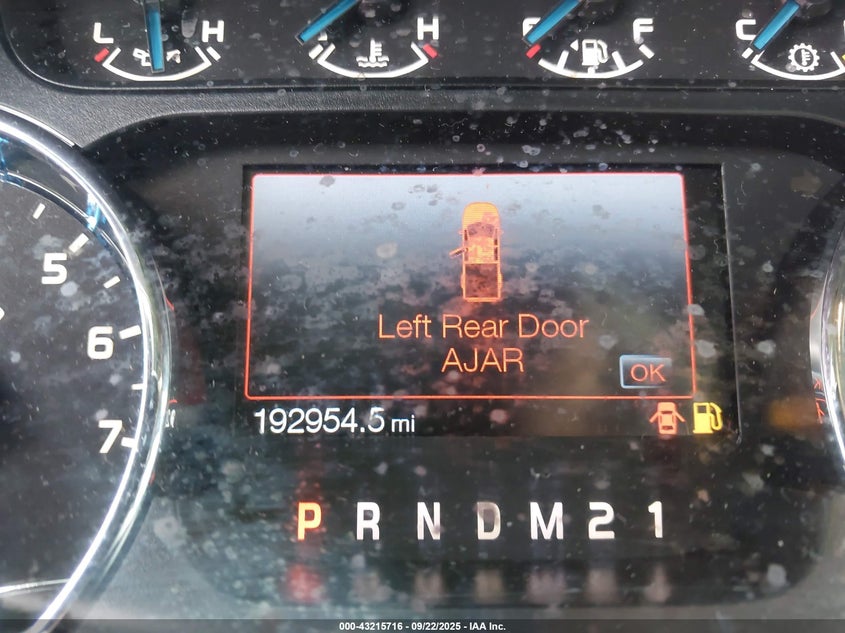 L H H E F C
5
6
7
Left Rear Door
AJAR
OK
192954.5 mi
P R N D M 2 1
000-43215716 - 09/22/2025 - IAA Inc.